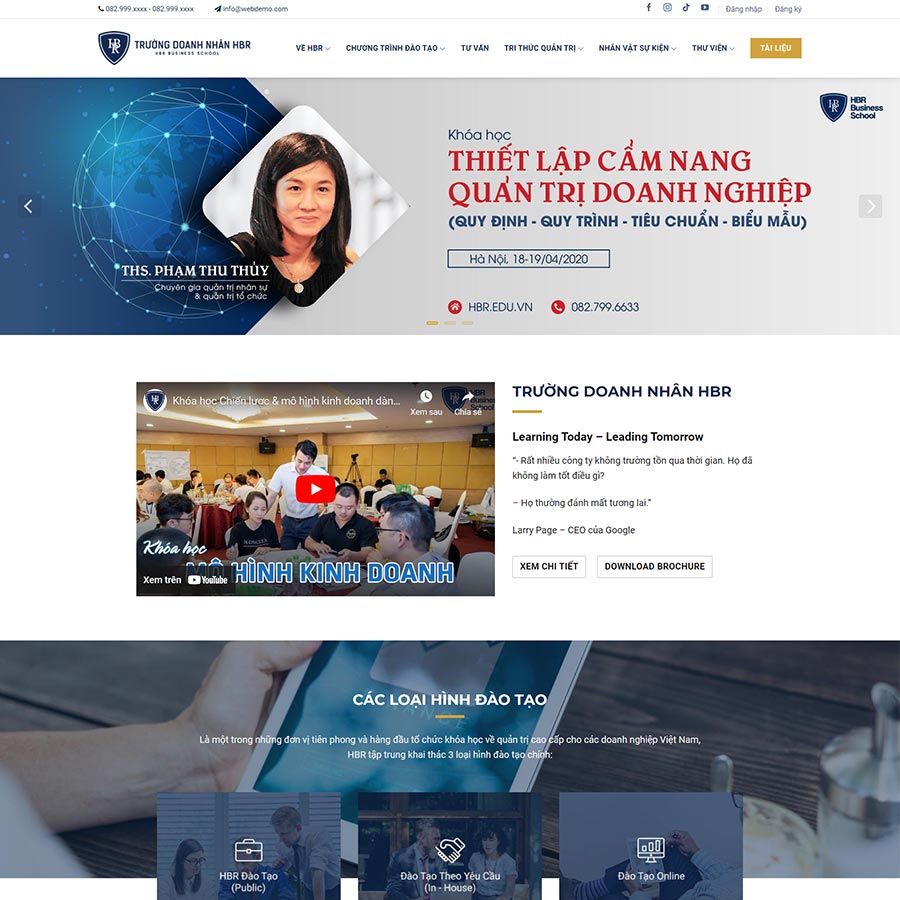 082.999.xxxx - 082.999.xxxx
info@webdemo.com
Đăng nhập
Đăng ký
HBR
TRƯỜNG DOANH NHÂN HBR
HBR BUSINESS SCHOOL
VỀ HBR
CHƯƠNG TRÌNH ĐÀO TẠO
TƯ VẤN
TRI THỨC QUẢN TRỊ
NHÂN VẬT SỰ KIỆN
THƯ VIỆN
TÀI LIỆU
HBR
Business
School
Khóa học
THIẾT LẬP CẨM NANG
QUẢN TRỊ DOANH NGHIỆP
(QUY ĐỊNH - QUY TRÌNH - TIÊU CHUẨN - BIỂU MẪU)
Hà Nội, 18-19/04/2020
HBR.EDU.VN
082.799.6633
THS. PHẠM THU THỦY
Chuyên gia quản trị nhân sự
& quản trị tổ chức
Khóa học Chiến lược & mô hình kinh doanh dàn...
Xem sau
Chia sẻ
HBR
Business
School
Khóa học
MÔ HÌNH KINH DOANH
Xem trên YouTube
TRƯỜNG DOANH NHÂN HBR
Learning Today – Leading Tomorrow
“- Rất nhiều công ty không trường tồn qua thời gian. Họ đã
không làm tốt điều gì?
– Họ thường đánh mất tương lai.”
Larry Page – CEO của Google
XEM CHI TIẾT
DOWNLOAD BROCHURE
CÁC LOẠI HÌNH ĐÀO TẠO
Là một trong những đơn vị tiên phong và hàng đầu tổ chức khóa học về quản trị cao cấp cho các doanh nghiệp Việt Nam,
HBR tập trung khai thác 3 loại hình đào tạo chính:
HBR Đào Tạo
(Public)
Đào Tạo Theo Yêu Cầu
(In - House)
Đào Tạo Online